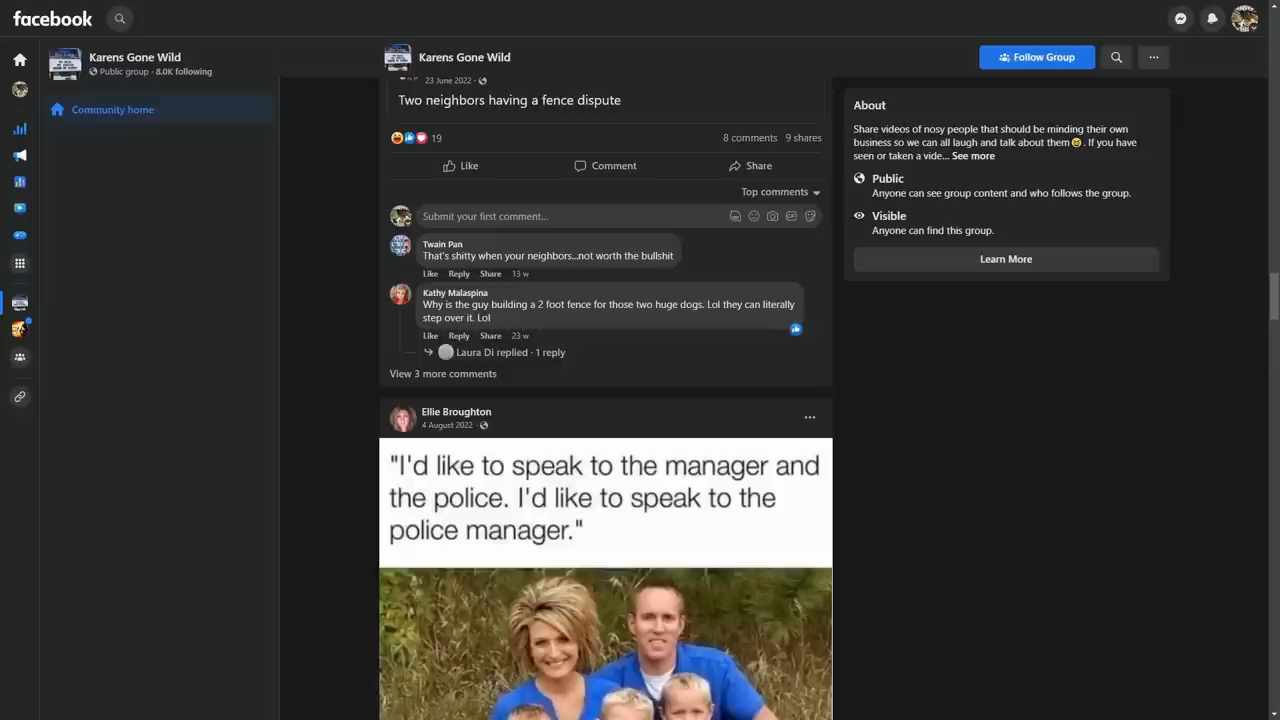 facebook
Karens Gone Wild
Public group · 8.0K following
Community home
Karens Gone Wild
Follow Group
23 June 2022 ·
Two neighbors having a fence dispute
19
8 comments 9 shares
Like Comment Share
Top comments
Submit your first comment...
GIF
Twain Pan
That's shitty when your neighbors...not worth the bullshit
Like Reply Share 13 w
Kathy Malaspina
Why is the guy building a 2 foot fence for those two huge dogs. Lol they can literally
step over it. Lol
Like Reply Share 23 w
Laura Di replied · 1 reply
View 3 more comments
Ellie Broughton
4 August 2022 ·
"I'd like to speak to the manager and
the police. I'd like to speak to the
police manager."
About
Share videos of nosy people that should be minding their own
business so we can all laugh and talk about them😆. If you have
seen or taken a vide... See more
Public
Anyone can see group content and who follows the group.
Visible
Anyone can find this group.
Learn More